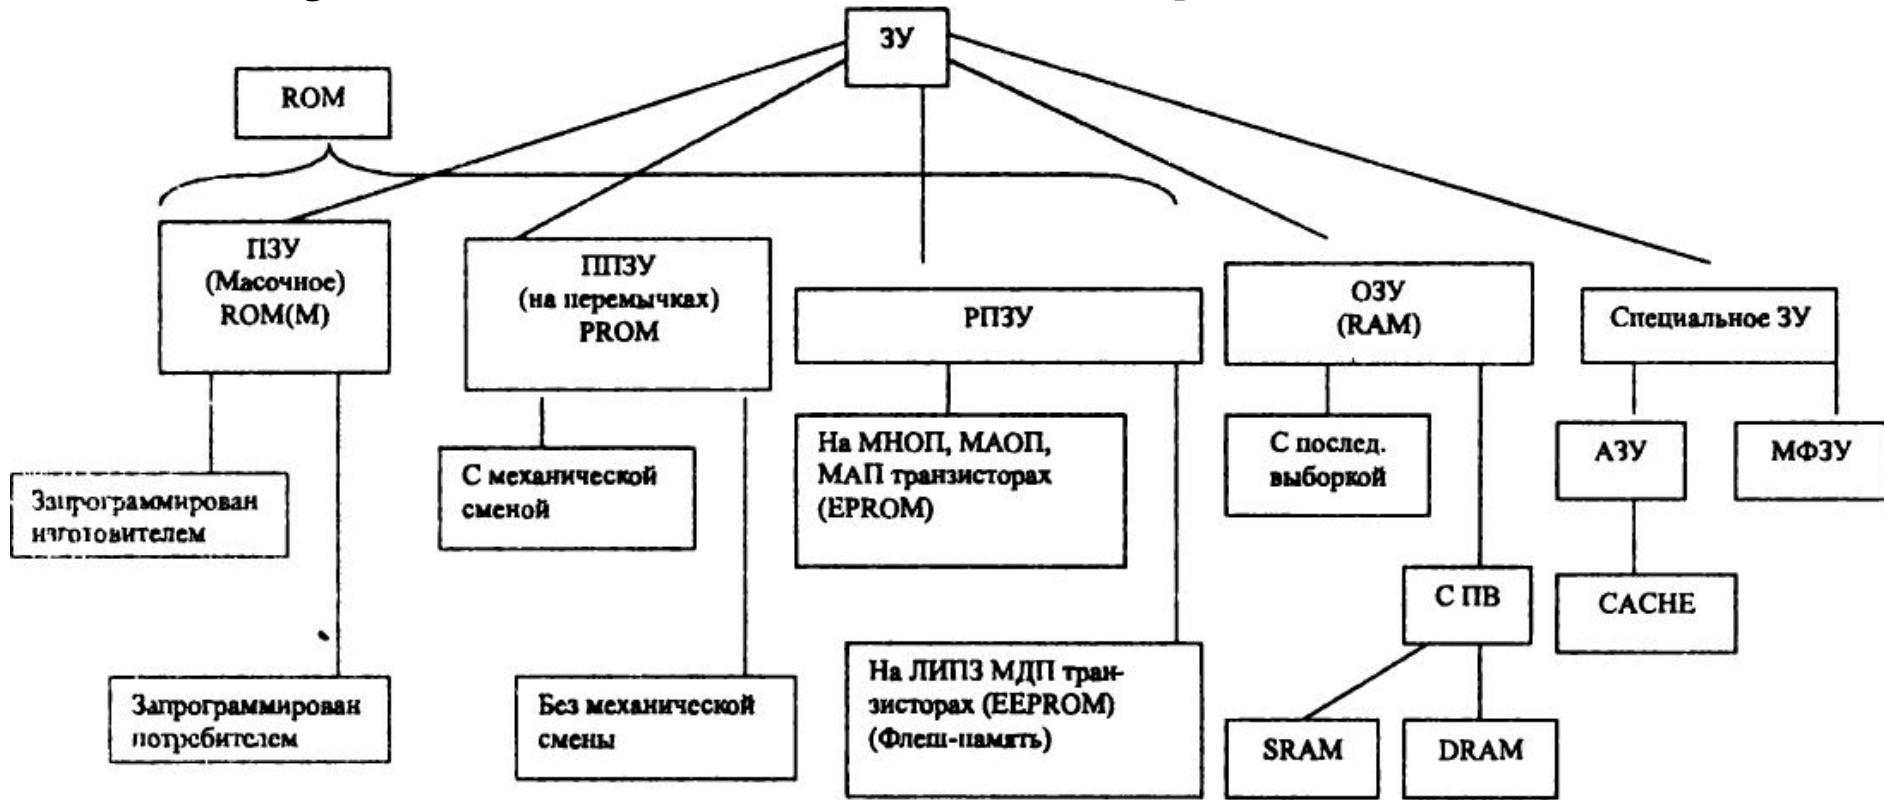 ЗУ
ROM
ПЗУ
(Масочное)
ROM(M)
ППЗУ
(на перемычках)
PROM
РПЗУ
ОЗУ
(RAM)
Специальное ЗУ
Запрограммирован
изготовителем
С механической
сменой
На МНОП, МАОП,
МАП транзисторах
(EPROM)
С послед.
выборкой
АЗУ
МФЗУ
С ПВ
CACHE
Запрограммирован
потребителем
Без механической
смены
На ЛИПЗ МДП тран-
зисторах (EEPROM)
(Флеш-память)
SRAM
DRAM